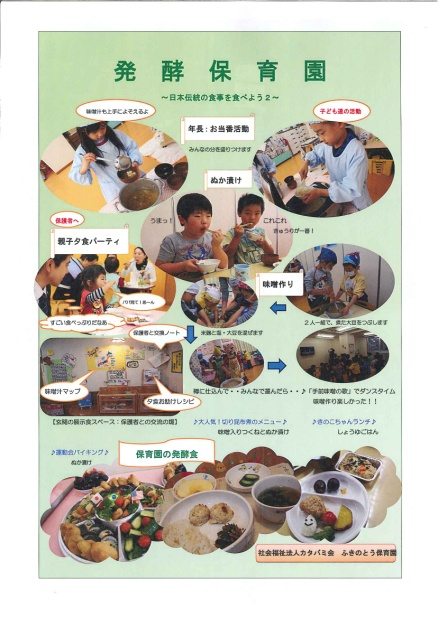 発酵保育園
～日本伝統の食事を食べよう２～
味噌汁も上手によそえるよ
子ども達の活動
年長：お当番活動
みんなの分を盛りつけます
ぬか漬け
うまっ！
これこれ
きゅうりが一番！
保護者へ
親子夕食パーティ
パパ見て！あ～ん
すごい食べっぷりだなあ、
味噌作り
２人一組で、煮た大豆をつぶします
保護者と交換ノート
米麹と塩・大豆を混ぜます
味噌汁マップ
夕食お助けレシピ
【玄関の展示食スペース：保護者との交流の場】
樽に仕込んで・・みんなで運んだら・・♪「手前味噌の歌」でダンスタイム
味噌作り楽しかった！！
♪大人気！切り昆布煮のメニュー♪
味噌入りつくねとぬか漬け
♪きのこちゃんランチ♪
しょうゆごはん
♪運動会バイキング♪
ぬか漬け
保育園の発酵食
社会福祉法人カタバミ会　ふきのとう保育園